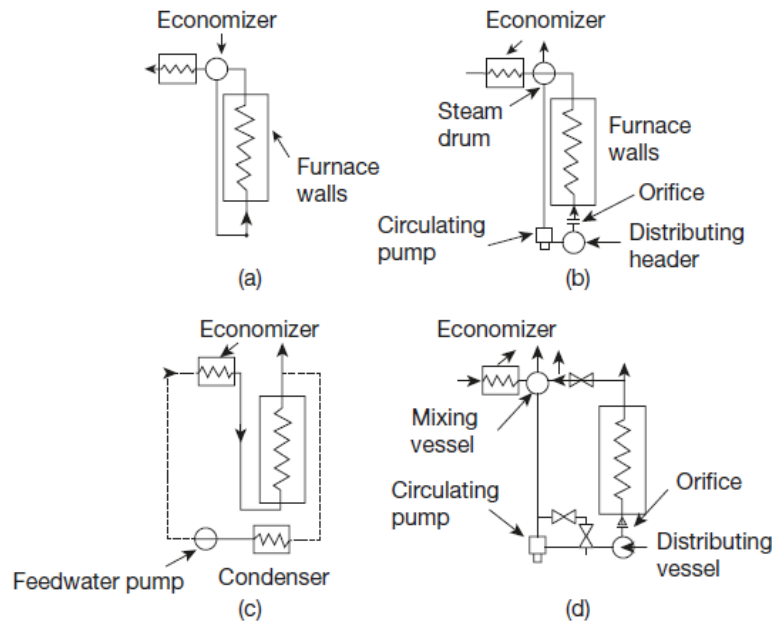 Economizer
Furnace
walls
(a)
Economizer
Steam
drum
Furnace
walls
Orifice
Circulating
pump
Distributing
header
(b)
Economizer
Feedwater pump
Condenser
(c)
Economizer
Mixing
vessel
Circulating
pump
Orifice
Distributing
vessel
(d)